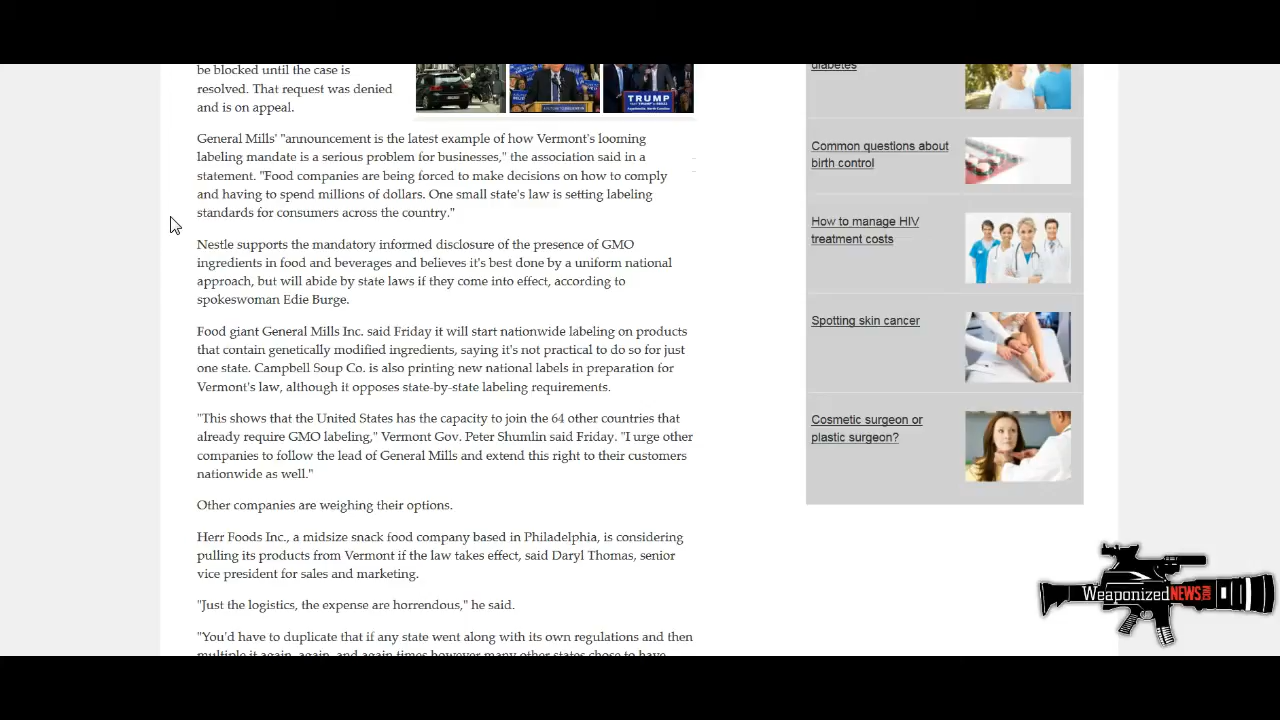 be blocked until the case is
resolved. That request was denied
and is on appeal.
TRUMP
General Mills' "announcement is the latest example of how Vermont's looming
labeling mandate is a serious problem for businesses," the association said in a
statement. "Food companies are being forced to make decisions on how to comply
and having to spend millions of dollars. One small state's law is setting labeling
standards for consumers across the country."
Nestle supports the mandatory informed disclosure of the presence of GMO
ingredients in food and beverages and believes it's best done by a uniform national
approach, but will abide by state laws if they come into effect, according to
spokeswoman Edie Burge.
Food giant General Mills Inc. said Friday it will start nationwide labeling on products
that contain genetically modified ingredients, saying it's not practical to do so for just
one state. Campbell Soup Co. is also printing new national labels in preparation for
Vermont's law, although it opposes state-by-state labeling requirements.
"This shows that the United States has the capacity to join the 64 other countries that
already require GMO labeling," Vermont Gov. Peter Shumlin said Friday. "I urge other
companies to follow the lead of General Mills and extend this right to their customers
nationwide as well."
Other companies are weighing their options.
Herr Foods Inc., a midsize snack food company based in Philadelphia, is considering
pulling its products from Vermont if the law takes effect, said Daryl Thomas, senior
vice president for sales and marketing.
"Just the logistics, the expense are horrendous," he said.
"You'd have to duplicate that if any state went along with its own regulations and then
multiple it again, again, and again times however many other states chose to have
diabetes
Common questions about
birth control
How to manage HIV
treatment costs
Spotting skin cancer
Cosmetic surgeon or
plastic surgeon?
WeaponizedNEWS